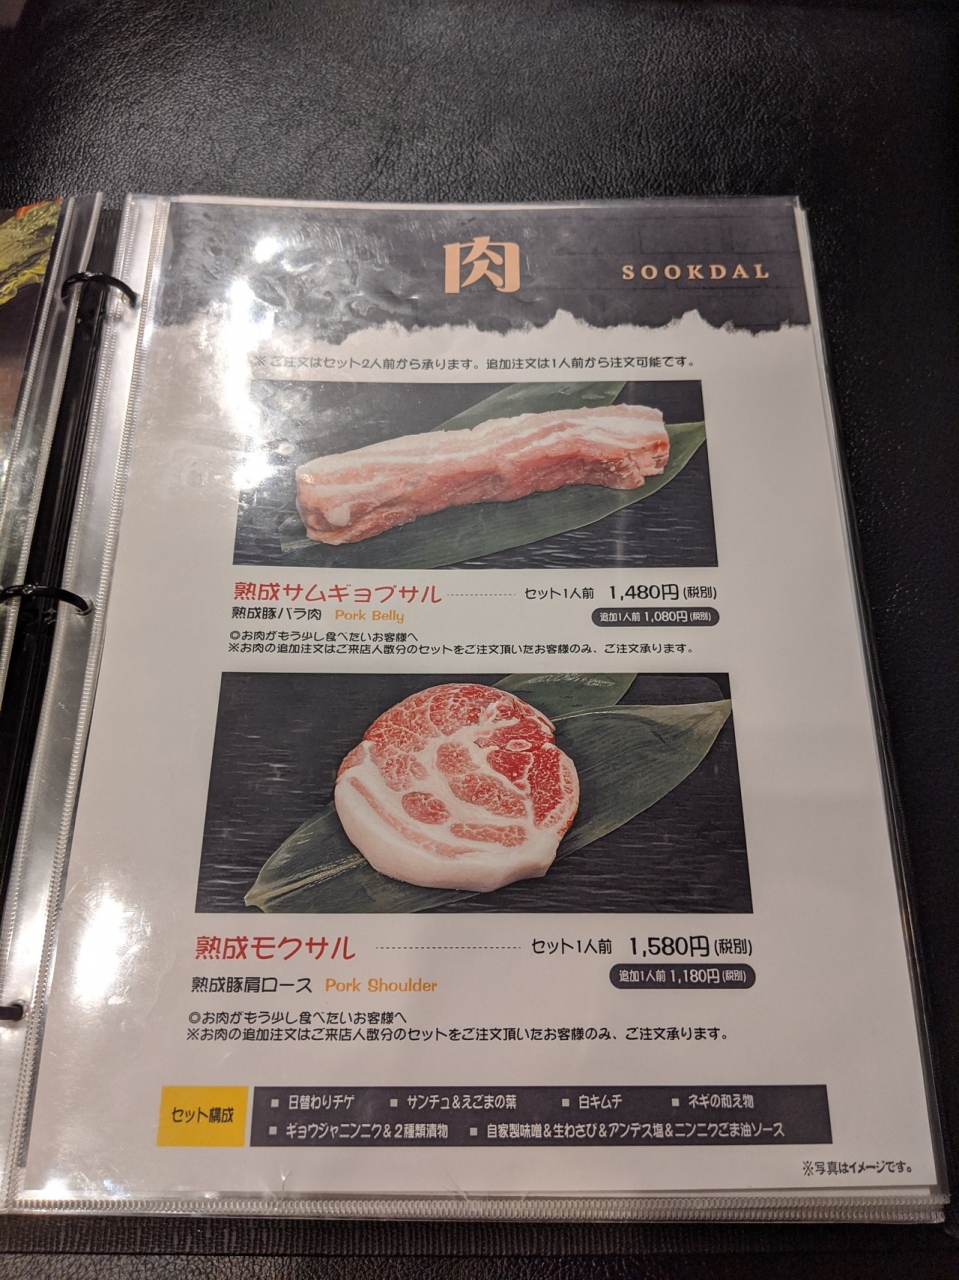 肉
SOOKDAL
※ご注文はセット2人前から承ります。追加注文は1人前から注文可能です。
熟成サムギョプサル セット1人前 1,480円(税別)
熟成豚バラ肉 Pork Belly 追加1人前 1,080円(税別)
◎お肉がもう少し食べたいお客様へ
※お肉の追加注文はご来店人数分のセットをご注文頂いたお客様のみ、ご注文承ります。
熟成モクサル セット1人前 1,580円(税別)
熟成豚肩ロース Pork Shoulder 追加1人前 1,180円(税別)
◎お肉がもう少し食べたいお客様へ
※お肉の追加注文はご来店人数分のセットをご注文頂いたお客様のみ、ご注文承ります。
セット構成
■ 日替わりチゲ ■ サンチュ&えごまの葉 ■ 白キムチ ■ ネギの和え物
■ ギョウジャニンニク&2種類漬物 ■ 自家製味噌&生わさび&アンデス塩&ニンニクごま油ソース
※写真はイメージです。